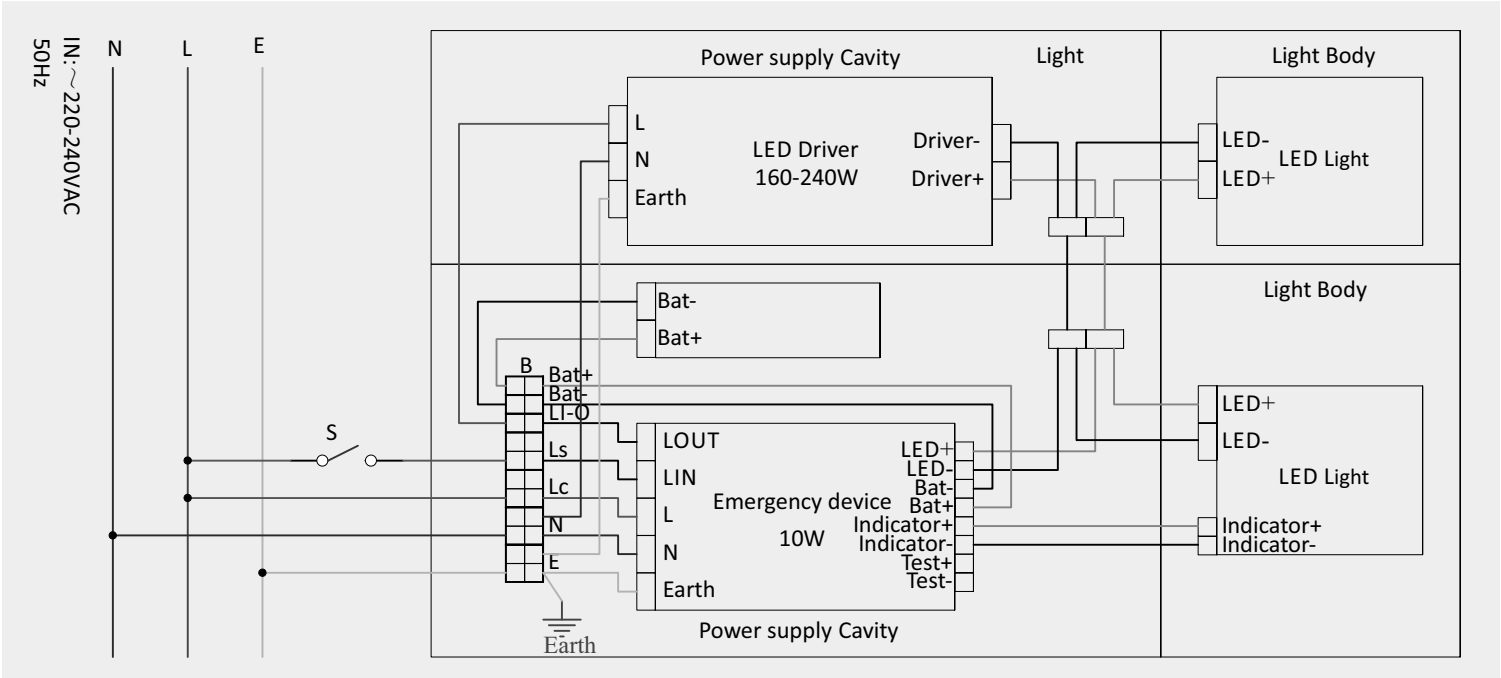 IN:～220-240VAC
50Hz
N
L
E
Power supply Cavity
Light
Light Body
L
N
Earth
LED Driver
160-240W
Driver-
Driver+
LED-
LED+
LED Light
Light Body
Bat-
Bat+
B
Bat+
Bat-
LI-O
Ls
Lc
N
E
S
LOUT
LIN
L
N
Earth
Emergency device
10W
LED+
LED-
Bat-
Bat+
Indicator+
Indicator-
Test+
Test-
LED+
LED-
LED Light
Indicator+
Indicator-
Earth
Power supply Cavity